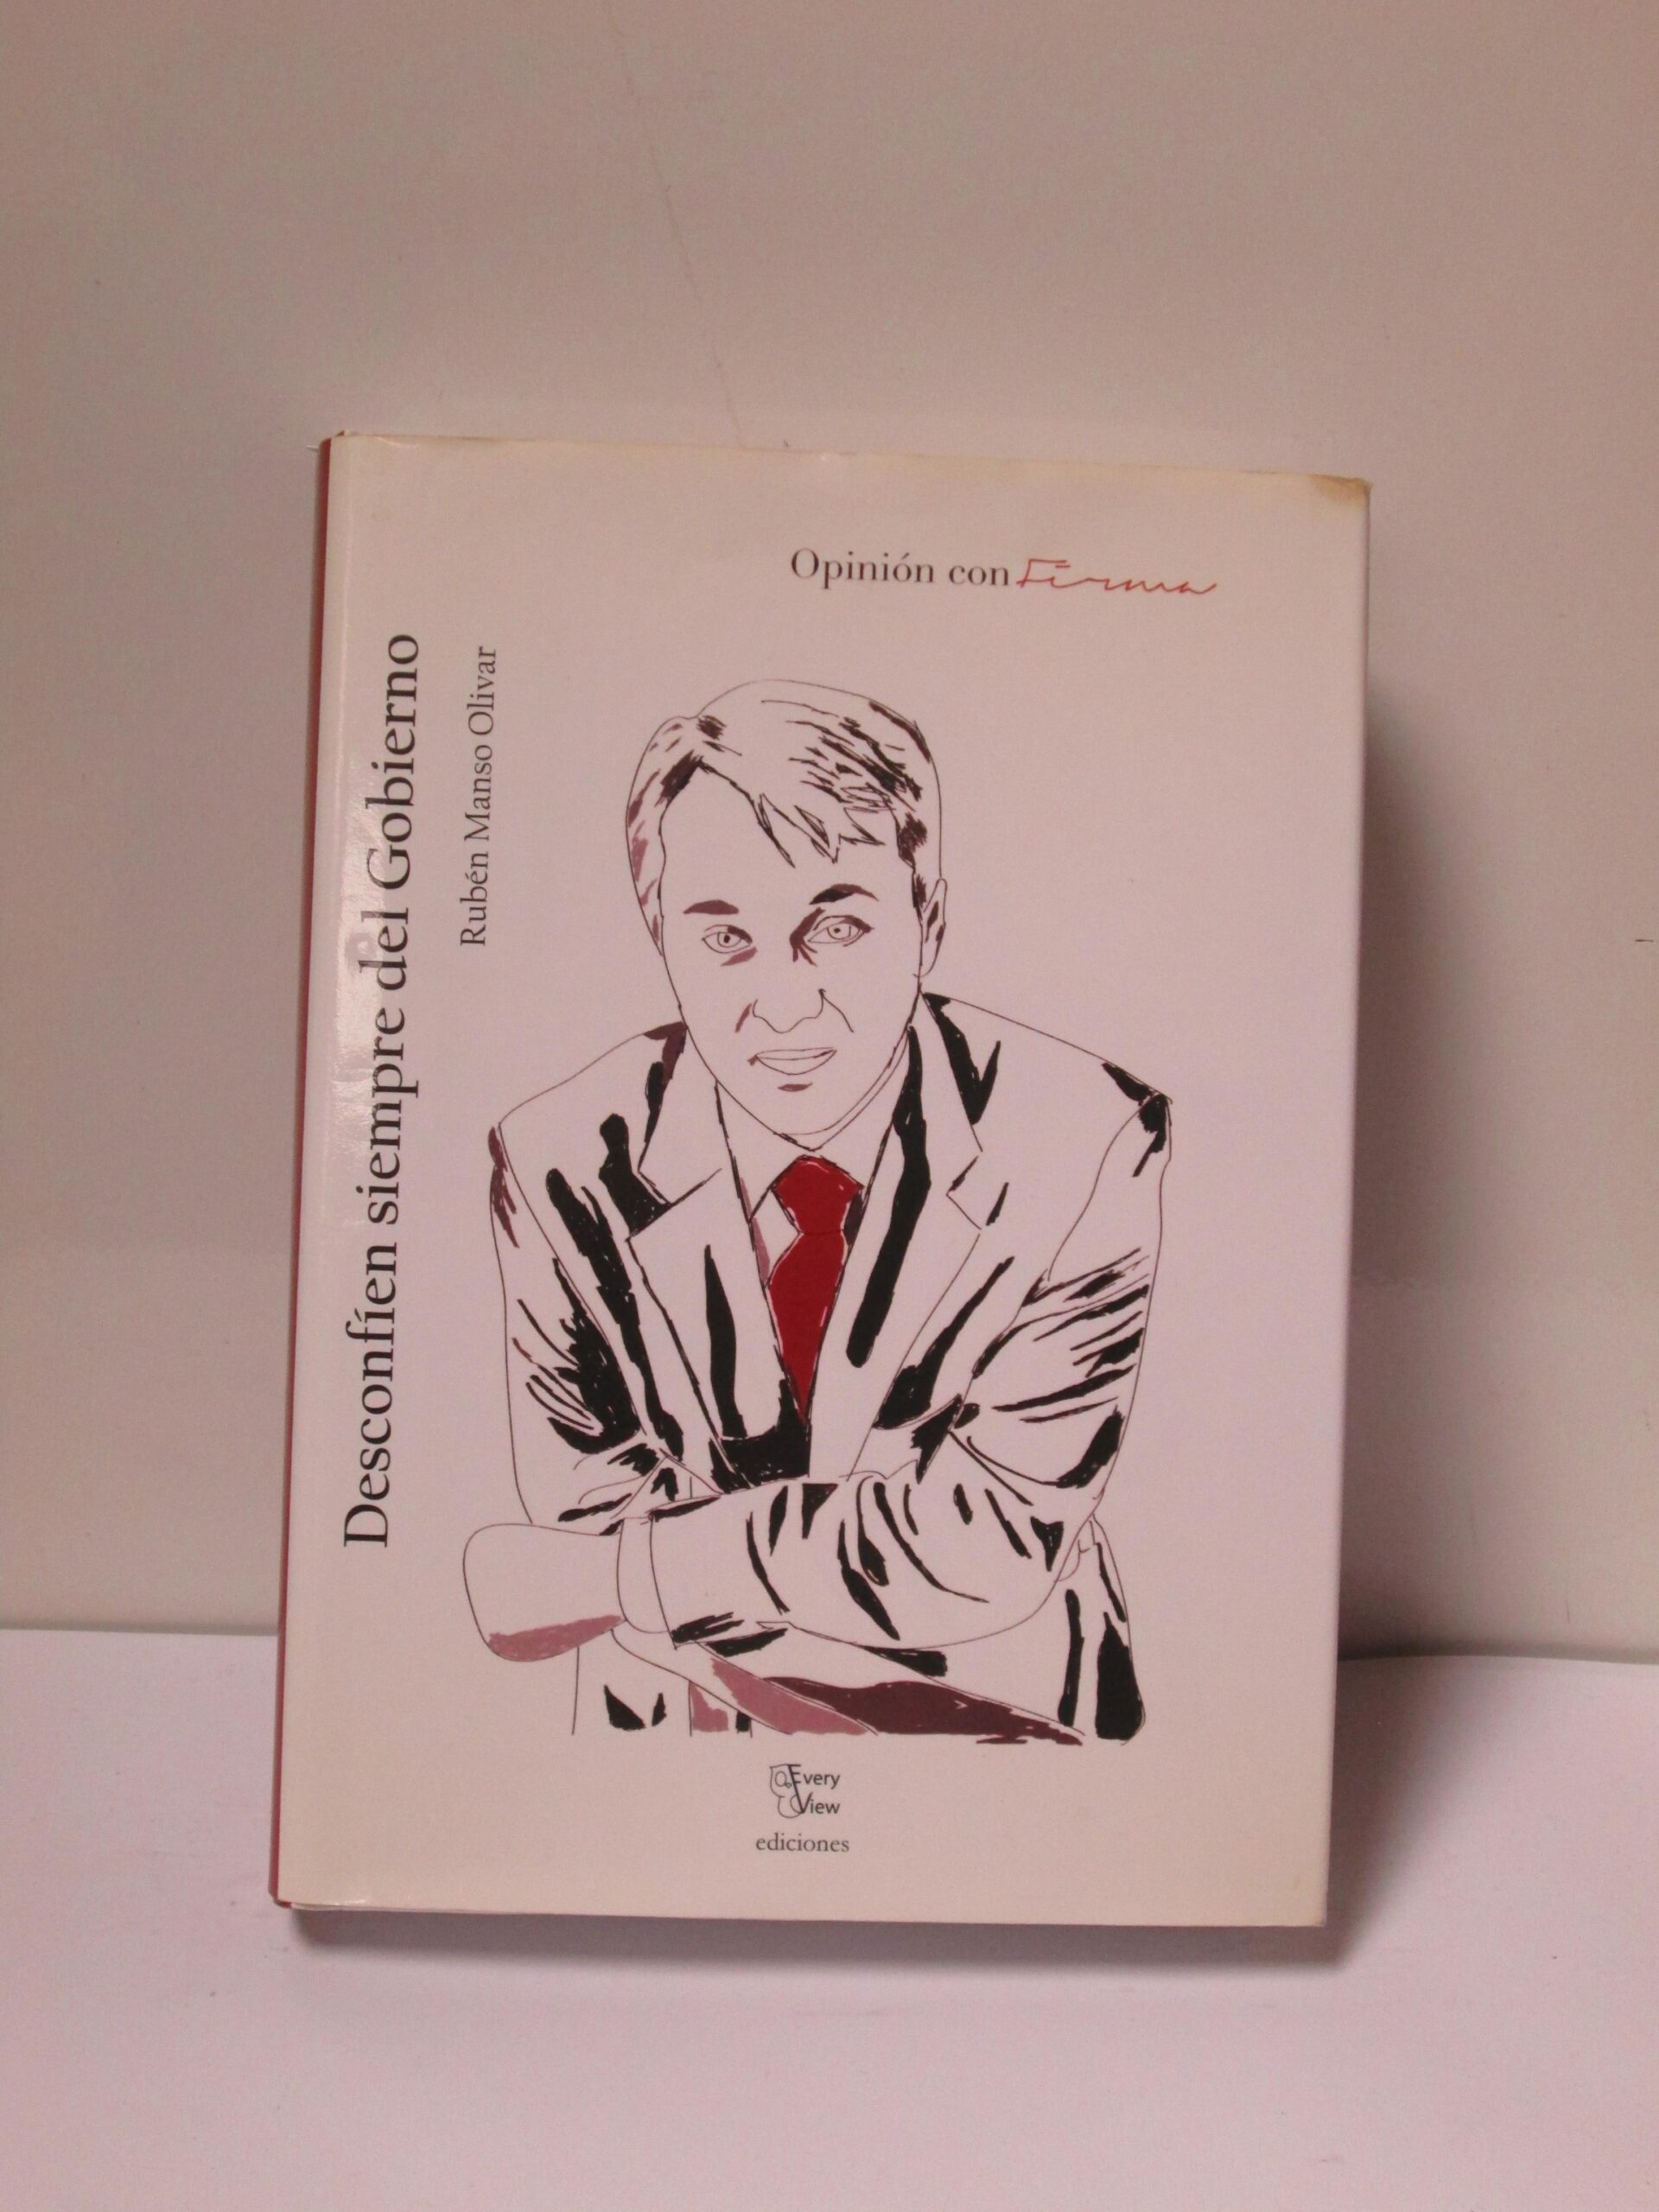 Opinión con Firma
Desconfíen siempre del Gobierno
Rubén Manso Olivar
Every
View
ediciones